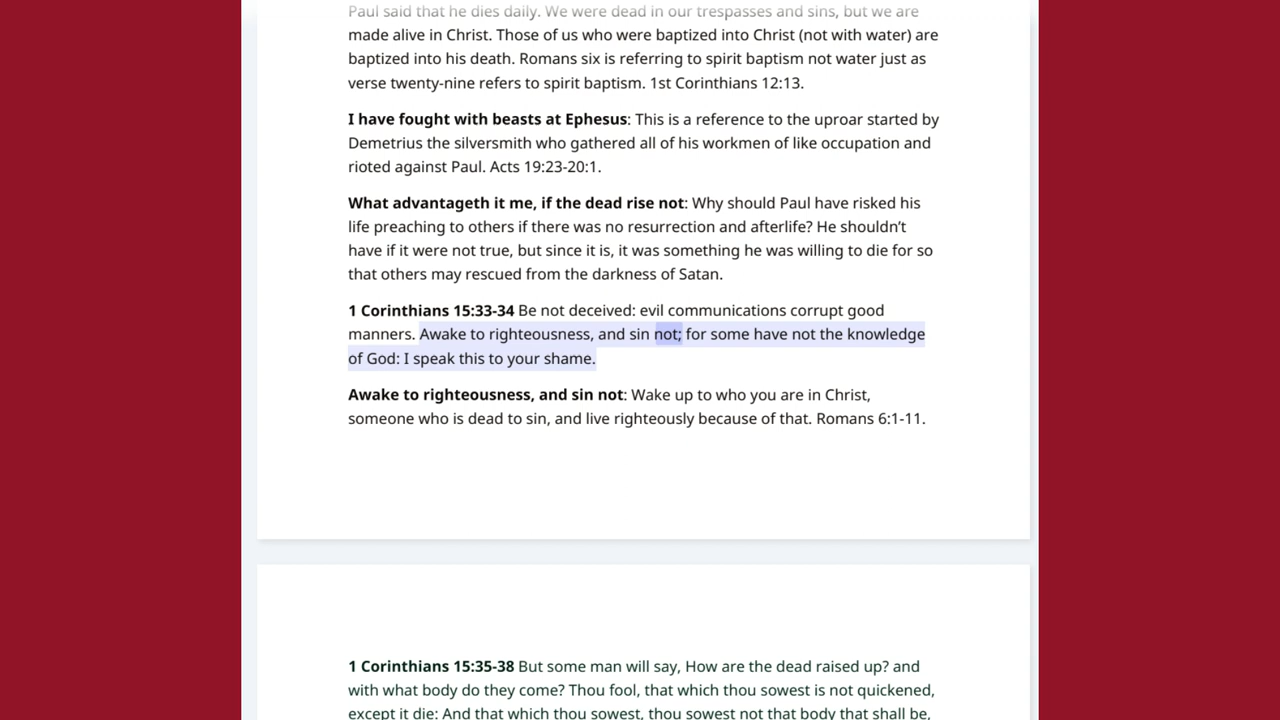 Paul said that he dies daily. We were dead in our trespasses and sins, but we are
made alive in Christ. Those of us who were baptized into Christ (not with water) are
baptized into his death. Romans six is referring to spirit baptism not water just as
verse twenty-nine refers to spirit baptism. 1st Corinthians 12:13.
I have fought with beasts at Ephesus: This is a reference to the uproar started by
Demetrius the silversmith who gathered all of his workmen of like occupation and
rioted against Paul. Acts 19:23-20:1.
What advantageth it me, if the dead rise not: Why should Paul have risked his
life preaching to others if there was no resurrection and afterlife? He shouldn’t
have if it were not true, but since it is, it was something he was willing to die for so
that others may rescued from the darkness of Satan.
1 Corinthians 15:33-34 Be not deceived: evil communications corrupt good
manners. Awake to righteousness, and sin not; for some have not the knowledge
of God: I speak this to your shame.
Awake to righteousness, and sin not: Wake up to who you are in Christ,
someone who is dead to sin, and live righteously because of that. Romans 6:1-11.
1 Corinthians 15:35-38 But some man will say, How are the dead raised up? and
with what body do they come? Thou fool, that which thou sowest is not quickened,
except it die: And that which thou sowest, thou sowest not that body that shall be,